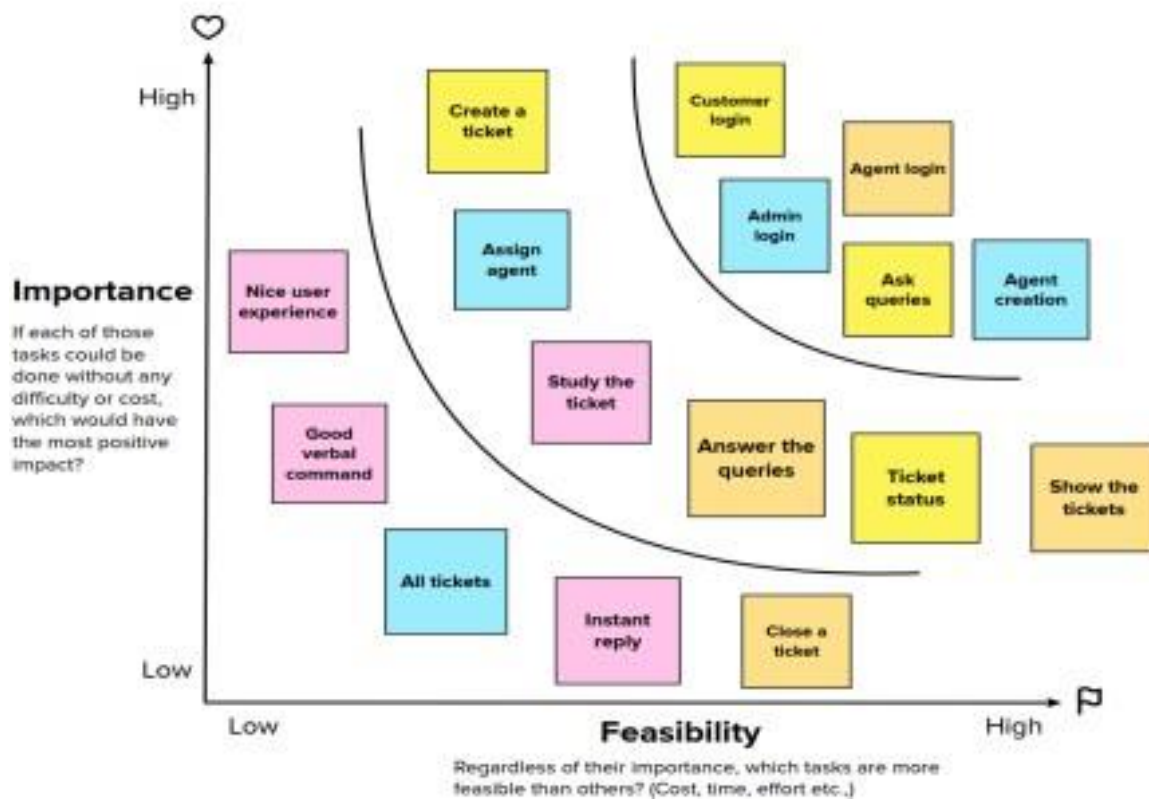 High
Create a
ticket
Customer
login
Agent login
Admin
login
Assign
agent
Ask
queries
Agent
creation
Nice user
experience
Importance
If each of those
tasks could be
done without any
difficulty or cost,
which would have
the most positive
impact?
Study the
ticket
Good
verbal
command
Answer the
queries
Ticket
status
Show the
tickets
All tickets
Instant
reply
Close a
ticket
Low
Low
Feasibility
High
Regardless of their importance, which tasks are more
feasible than others? (Cost, time, effort etc.,)